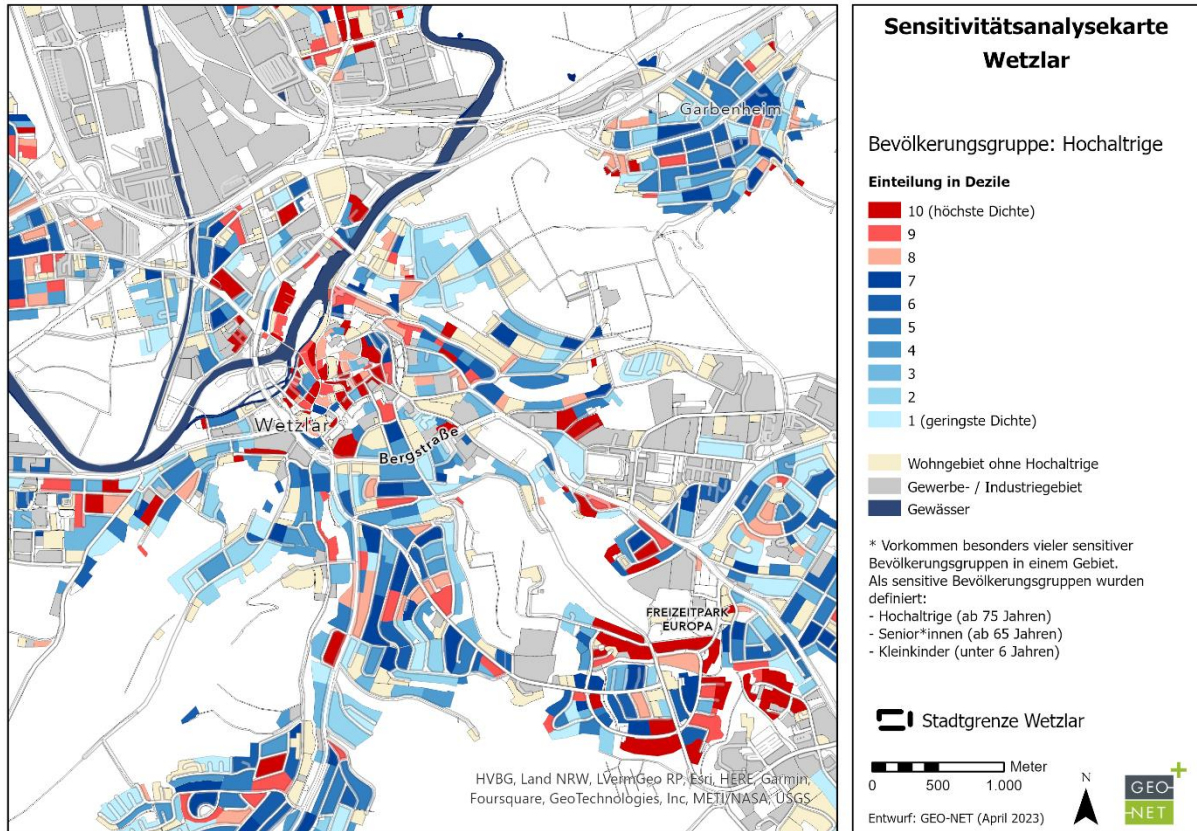 Garbenheim
Wetzlar
Bergstraße
FREIZEITPARK
EUROPA
HVBG, Land NRW, LVermGeo RP, Esri, HERE, Garmin,
Foursquare, GeoTechnologies, Inc, METI/NASA, USGS
Sensitivitätsanalysekarte
Wetzlar
Bevölkerungsgruppe: Hochaltrige
Einteilung in Dezile
10 (höchste Dichte)
9
8
7
6
5
4
3
2
1 (geringste Dichte)
Wohngebiet ohne Hochaltrige
Gewerbe- / Industriegebiet
Gewässer
* Vorkommen besonders vieler sensitiver
Bevölkerungsgruppen in einem Gebiet.
Als sensitive Bevölkerungsgruppen wurden
definiert:
- Hochaltrige (ab 75 Jahren)
- Senior*innen (ab 65 Jahren)
- Kleinkinder (unter 6 Jahren)
Stadtgrenze Wetzlar
Meter
0 500 1.000
N
GEO
NET
Entwurf: GEO-NET (April 2023)